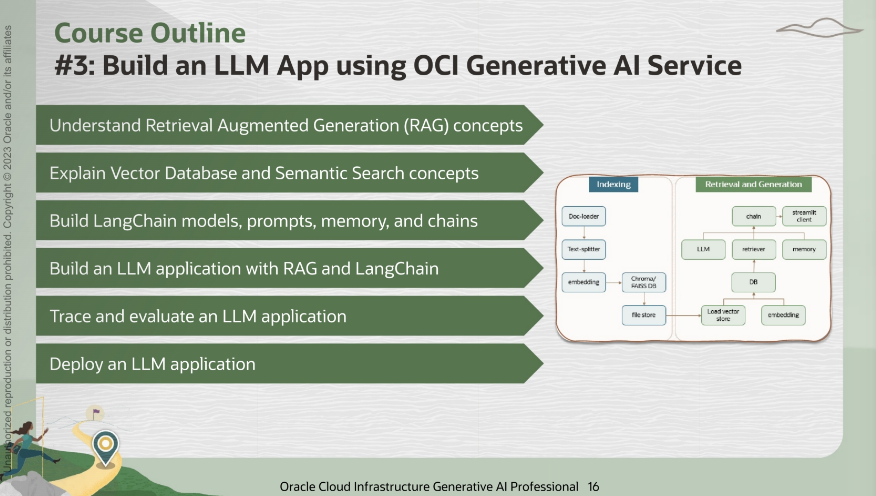 Course Outline
#3: Build an LLM App using OCI Generative AI Service
Understand Retrieval Augmented Generation (RAG) concepts
Explain Vector Database and Semantic Search concepts
Build LangChain models, prompts, memory, and chains
Build an LLM application with RAG and LangChain
Trace and evaluate an LLM application
Deploy an LLM application
Indexing
Doc-loader
Text-splitter
embedding
Chroma/
FAISS DB
file store
Retrieval and Generation
chain
streamlit
client
LLM
retriever
memory
DB
Load vector
store
embedding
Unauthorized reproduction or distribution prohibited. Copyright © 2023 Oracle and/or its affiliates
Oracle Cloud Infrastructure Generative AI Professional 16